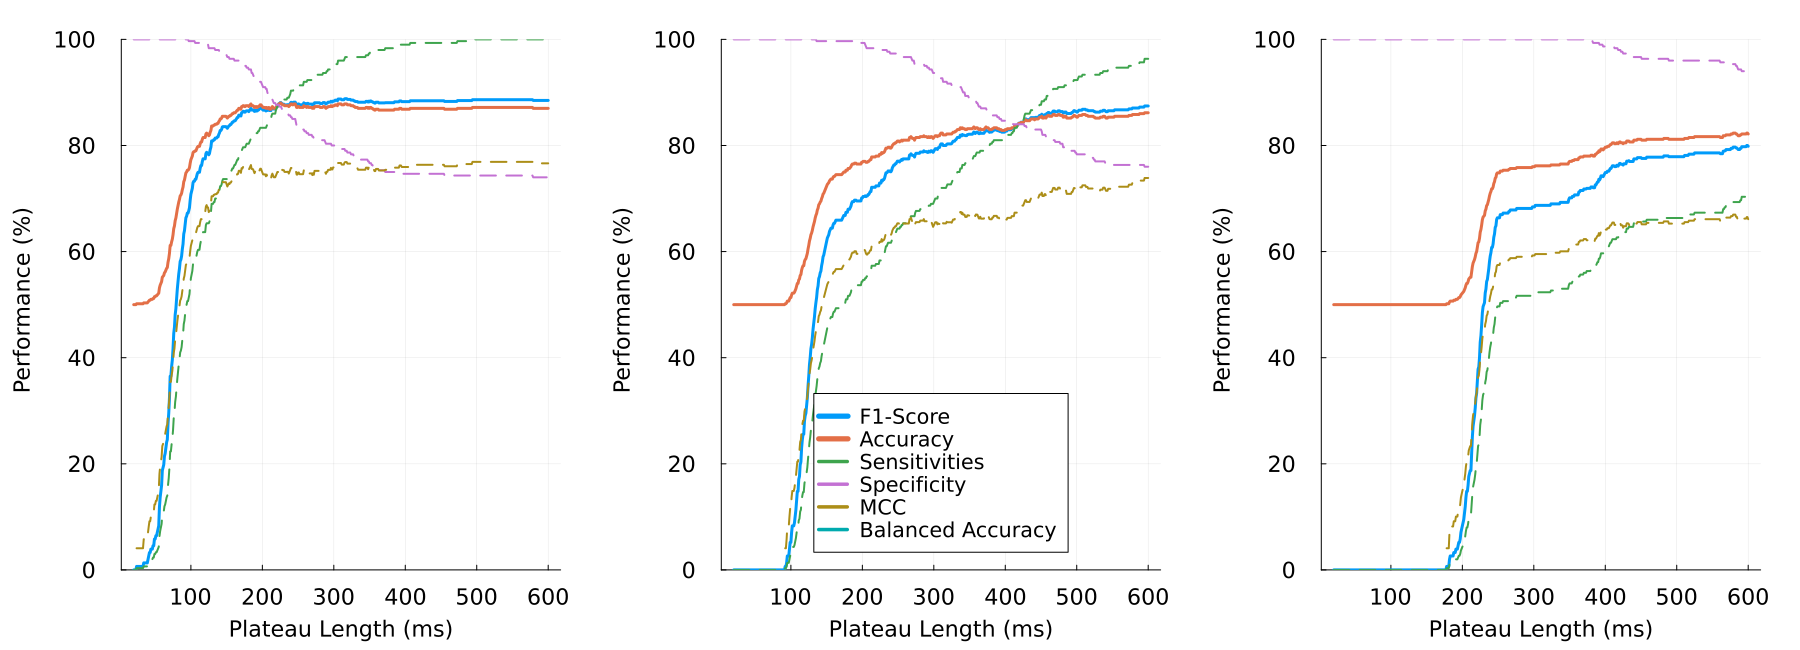 100
80
60
40
20
0
Performance (%)
100 200 300 400 500 600
Plateau Length (ms)
100
80
60
40
20
0
Performance (%)
F1-Score
Accuracy
Sensitivities
Specificity
MCC
Balanced Accuracy
100 200 300 400 500 600
Plateau Length (ms)
100
80
60
40
20
0
Performance (%)
100 200 300 400 500 600
Plateau Length (ms)